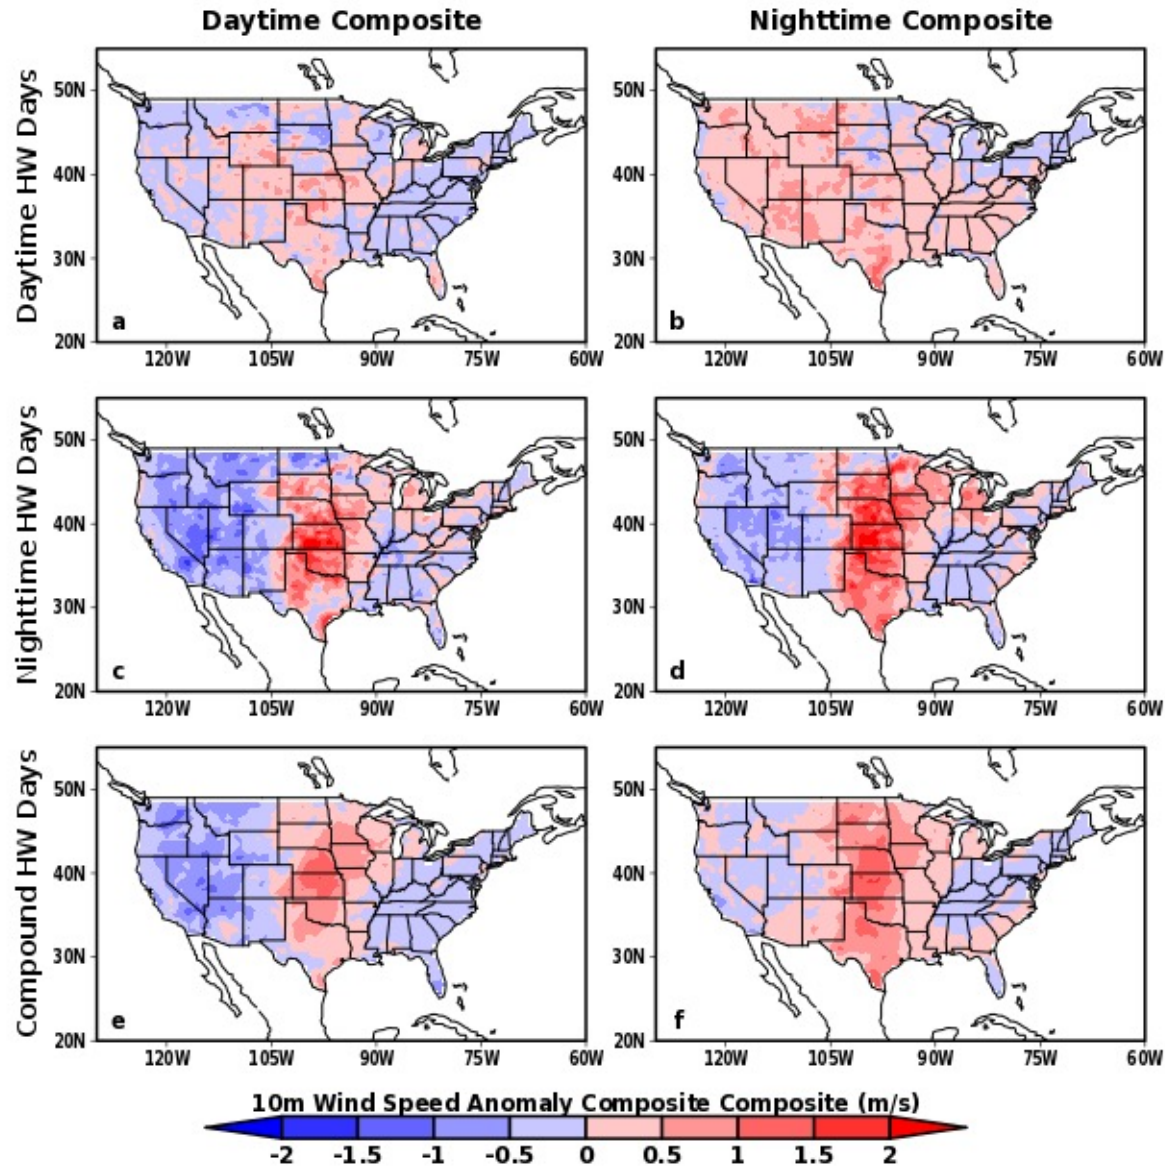 Daytime Composite
Nighttime Composite
Daytime HW Days
50N
40N
30N
20N
a
120W 105W 90W 75W 60W
50N
40N
30N
20N
b
120W 105W 90W 75W 60W
Nighttime HW Days
50N
40N
30N
20N
c
120W 105W 90W 75W 60W
50N
40N
30N
20N
d
120W 105W 90W 75W 60W
Compound HW Days
50N
40N
30N
20N
e
120W 105W 90W 75W 60W
50N
40N
30N
20N
f
120W 105W 90W 75W 60W
10m Wind Speed Anomaly Composite Composite (m/s)
-2 -1.5 -1 -0.5 0 0.5 1 1.5 2